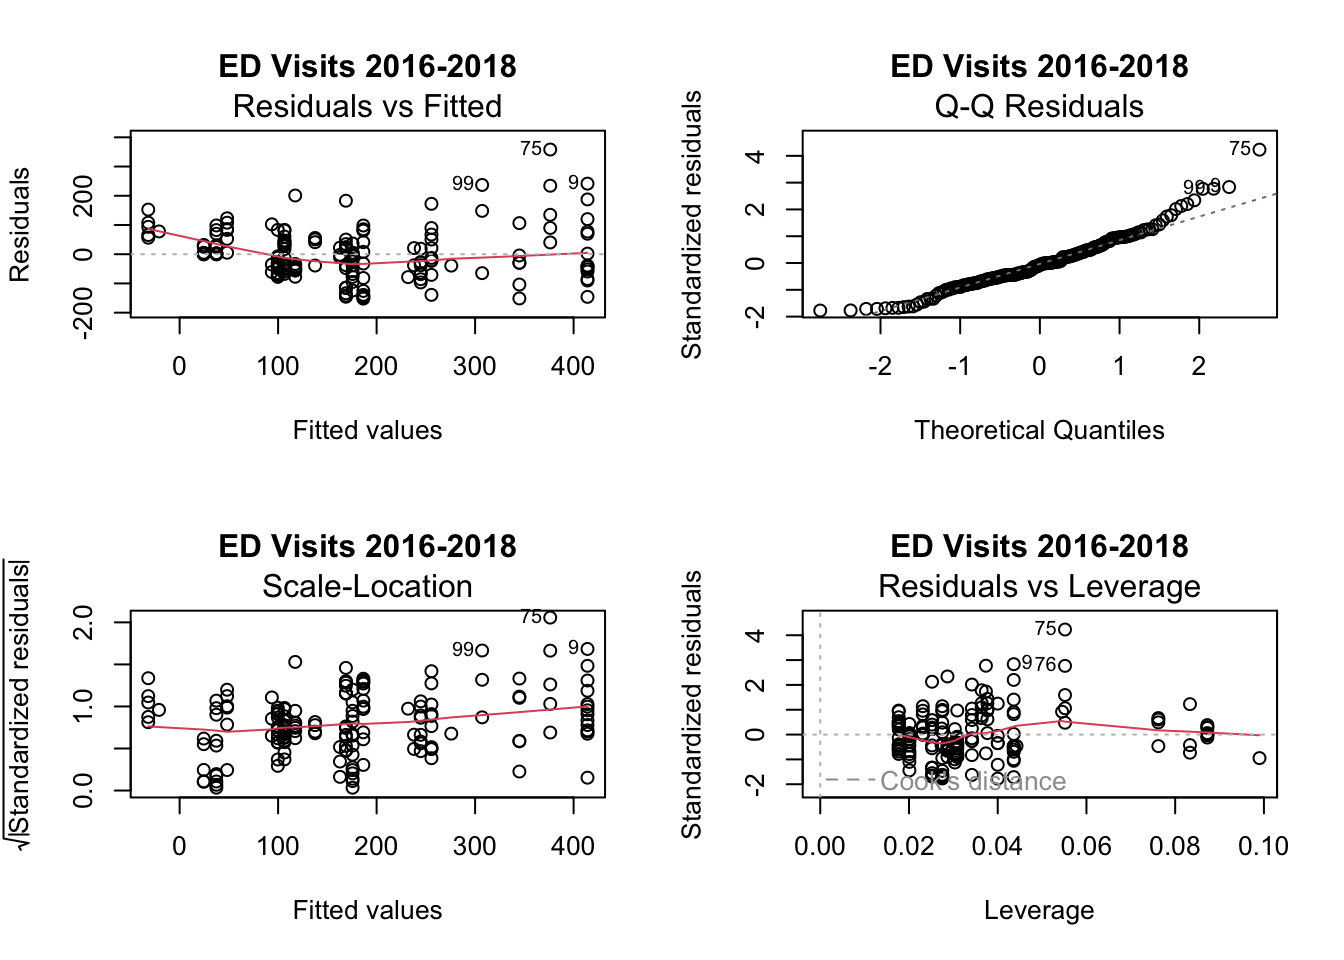 ED Visits 2016-2018
Residuals vs Fitted
Residuals
-200 0 200
75
99
9
0 100 200 300 400
Fitted values
ED Visits 2016-2018
Q-Q Residuals
Standardized residuals
-2 0 2 4
75
99
9
-2 -1 0 1 2
Theoretical Quantiles
ED Visits 2016-2018
Scale-Location
√|Standardized residuals|
0.0 1.0 2.0
75
99
9
0 100 200 300 400
Fitted values
ED Visits 2016-2018
Residuals vs Leverage
Standardized residuals
-2 0 2 4
75
9 76
Cook's distance
0.00 0.02 0.04 0.06 0.08 0.10
Leverage